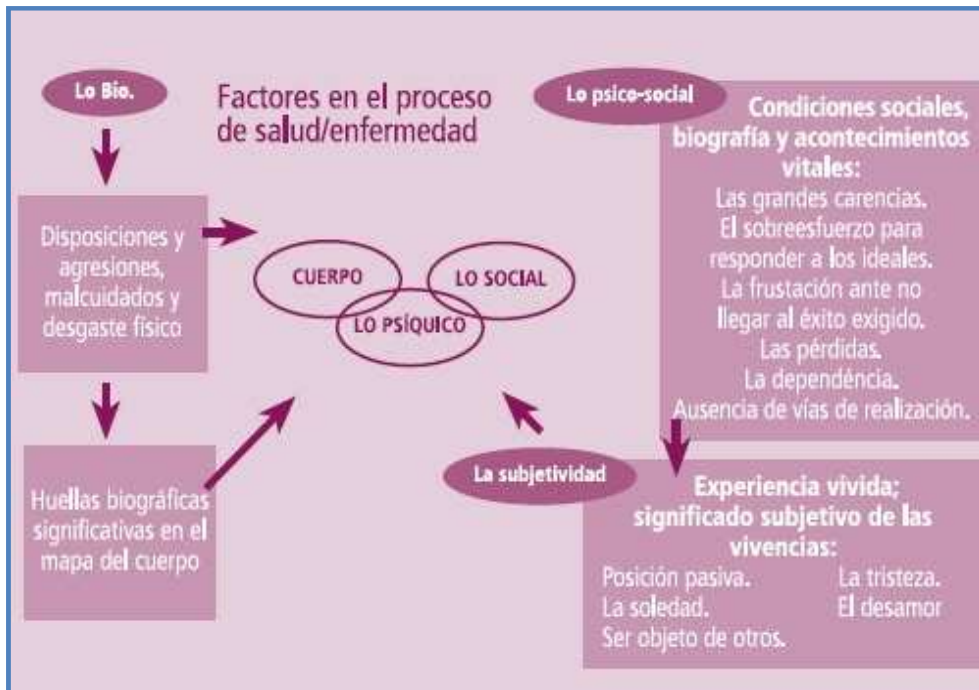 Lo Bio.
Factores en el proceso
de salud/enfermedad
Lo psico-social
Condiciones sociales,
biografía y acontecimientos
vitales:
Las grandes carencias.
El sobreesfuerzo para
responder a los ideales.
La frustación ante no
llegar al éxito exigido.
Las pérdidas.
La dependéncia.
Ausencia de vías de realización.
Disposiciones y
agresiones,
malcuidados y
desgaste físico
CUERPO
LO SOCIAL
LO PSÍQUICO
Huellas biográficas
significativas en el
mapa del cuerpo
La subjetividad
Experiencia vivida;
significado subjetivo de las
vivencias:
Posición pasiva.
La soledad.
Ser objeto de otros.
La tristeza.
El desamor